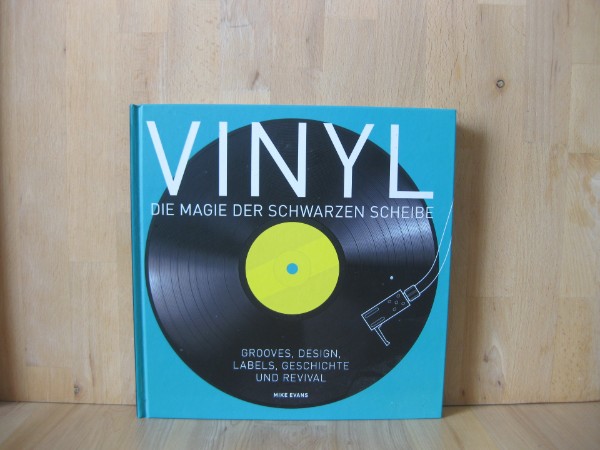 VINYL
DIE MAGIE DER SCHWARZEN SCHEIBE
GROOVES, DESIGN,
LABELS, GESCHICHTE
UND REVIVAL
MIKE EVANS